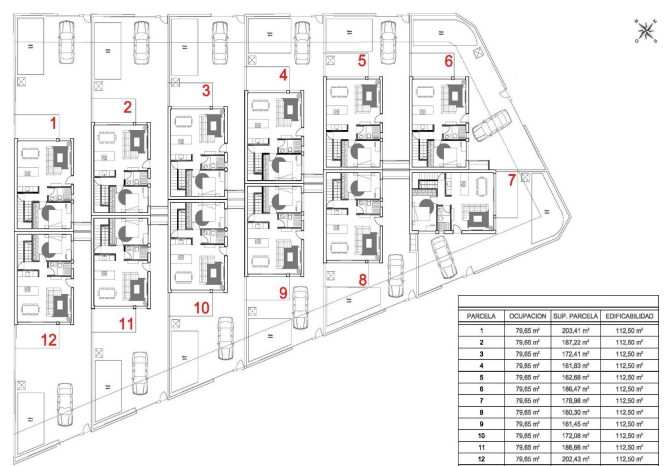 1
2
3
4
5
6
7
8
9
10
11
12
PARCELA OCUPACION SUP. PARCELA EDIFICABILIDAD
1 79,65 m² 203,41 m² 112,50 m²
2 79,65 m² 187,22 m² 112,50 m²
3 79,65 m² 172,41 m² 112,50 m²
4 79,65 m² 161,83 m² 112,50 m²
5 79,65 m² 162,68 m² 112,50 m²
6 79,65 m² 186,47 m² 112,50 m²
7 79,65 m² 178,98 m² 112,50 m²
8 79,65 m² 160,30 m² 112,50 m²
9 79,65 m² 161,45 m² 112,50 m²
10 79,65 m² 172,08 m² 112,50 m²
11 79,65 m² 186,66 m² 112,50 m²
12 79,65 m² 202,43 m² 112,50 m²